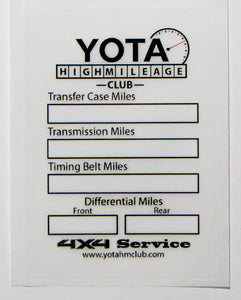 YOTA
HIGHMILEAGE
CLUB
Transfer Case Miles
Transmission Miles
Timing Belt Miles
Differential Miles
Front Rear
4X4 Service
www.yotahmclub.com